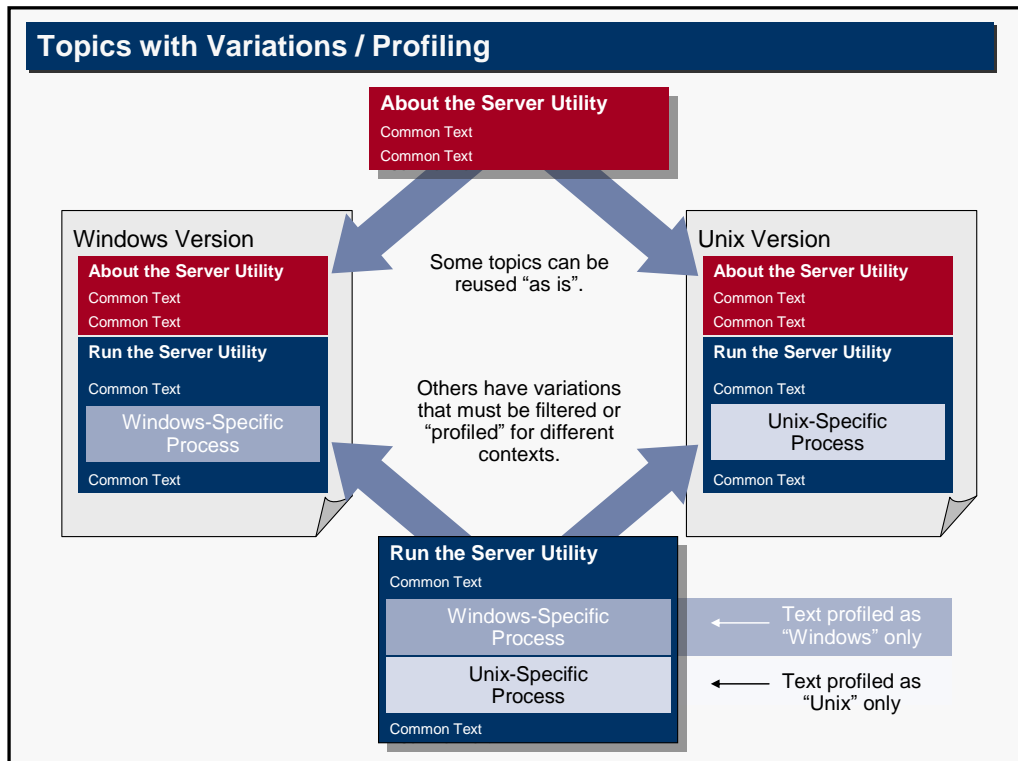 Topics with Variations / Profiling
About the Server Utility
Common Text
Common Text
Windows Version
About the Server Utility
Common Text
Common Text
Run the Server Utility
Common Text
Windows-Specific
Process
Common Text
Some topics can be
reused “as is”.
Others have variations
that must be filtered or
“profiled” for different
contexts.
Unix Version
About the Server Utility
Common Text
Common Text
Run the Server Utility
Common Text
Unix-Specific
Process
Common Text
Run the Server Utility
Common Text
Windows-Specific
Process
Unix-Specific
Process
Common Text
Text profiled as
“Windows” only
Text profiled as
“Unix” only